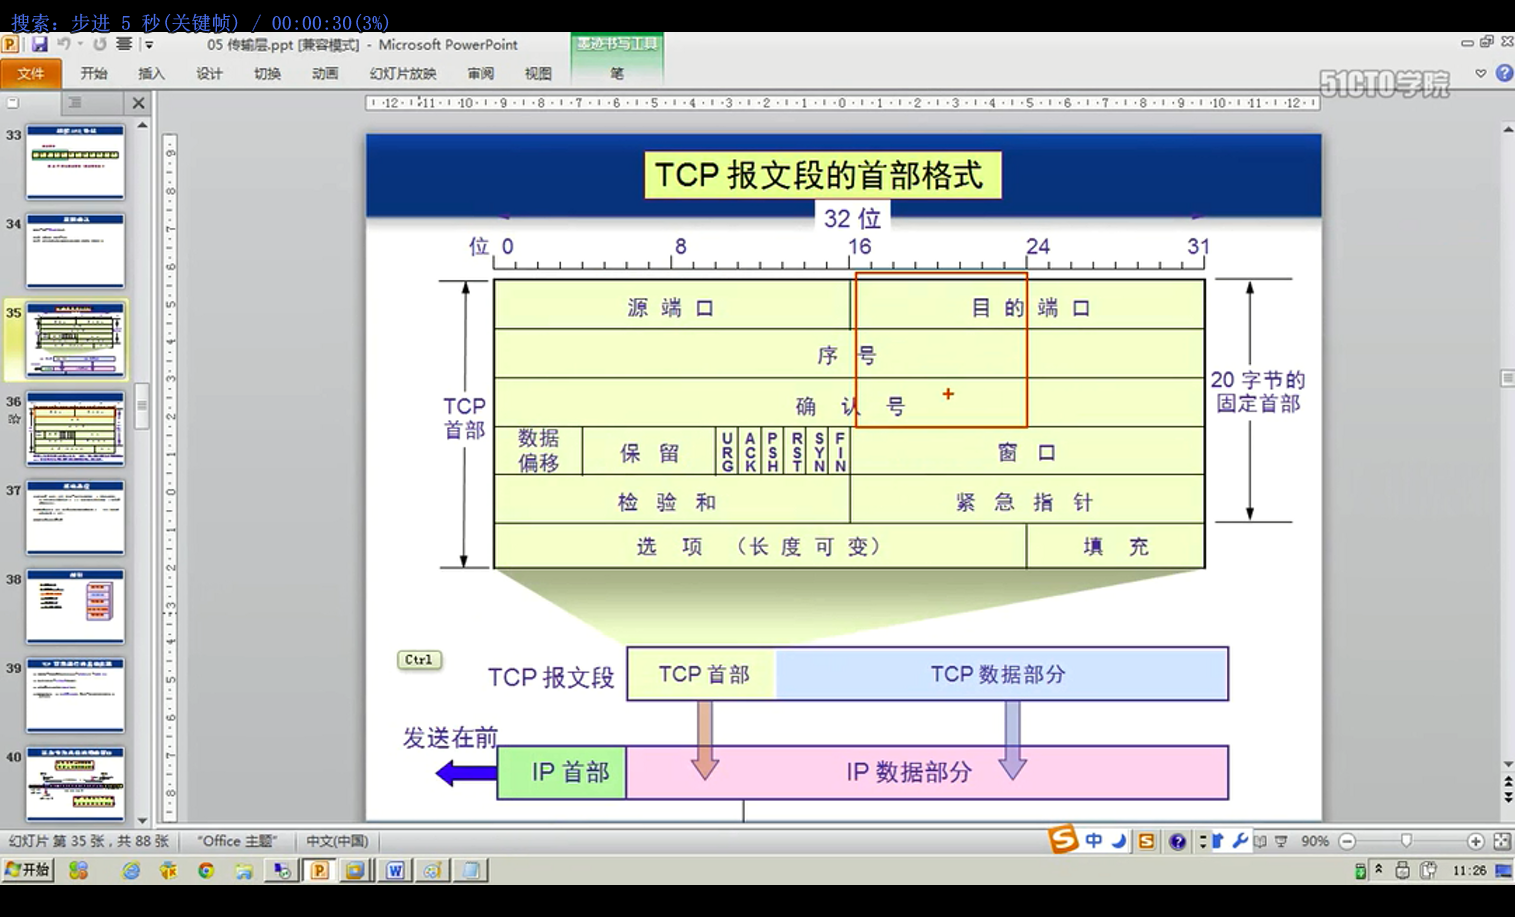 搜索: 步进 5 秒(关键帧) / 00:00:30(3%)
05 传输层.ppt [兼容模式] - Microsoft PowerPoint
墨迹书写工具
文件 开始 插入 设计 切换 动画 幻灯片放映 审阅 视图 笔
51CTO学院
33
34
35
36
37
38
39
40
TCP 报文段的首部格式
32 位
位 0 8 16 24 31
源 端 口 目 的 端 口
序 号
确 认 号
TCP 首部
20 字节的
固定首部
数据偏移 保 留 URG ACK PSH RST SYN FIN 窗 口
检 验 和 紧 急 指 针
选 项 （长 度 可 变） 填 充
Ctrl
TCP 报文段 TCP 首部 TCP 数据部分
发送在前
IP 首部 IP 数据部分
幻灯片 第 35 张，共 88 张 "Office 主题" 中文(中国) 中 90%
开始 11:26